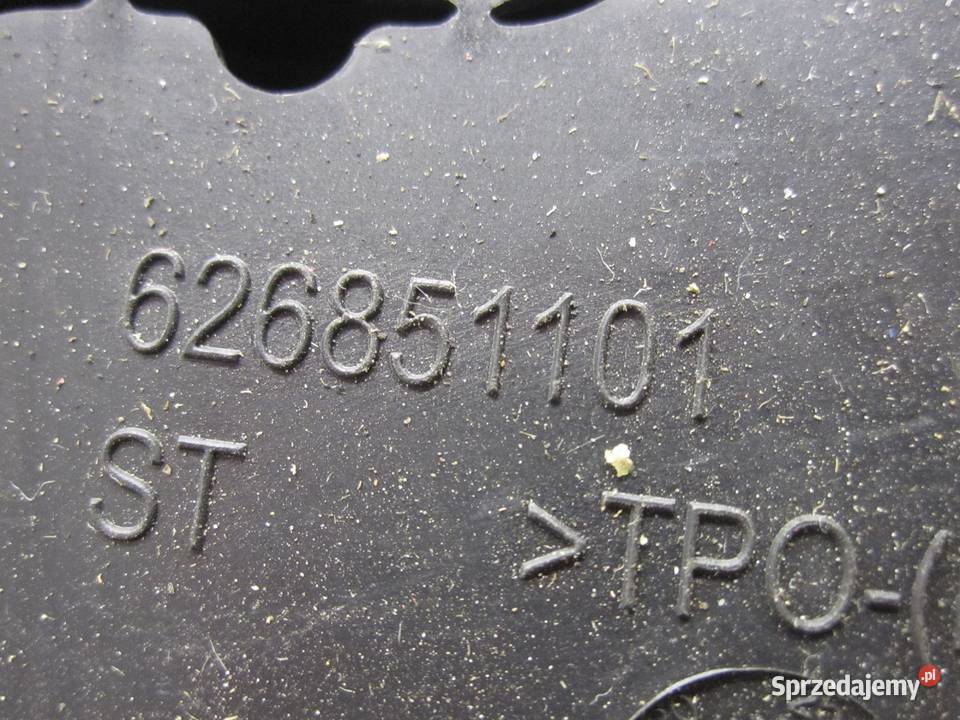 626851101
ST
>TPO-(
Sprzedajemy.pl